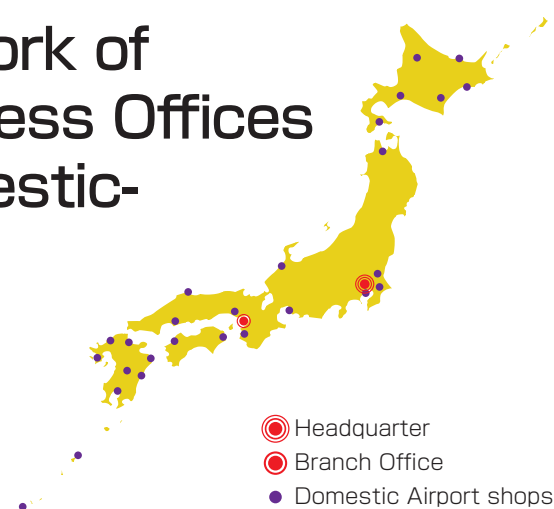 ork of
ess Offices
estic-
Headquarter
Branch Office
Domestic Airport shops